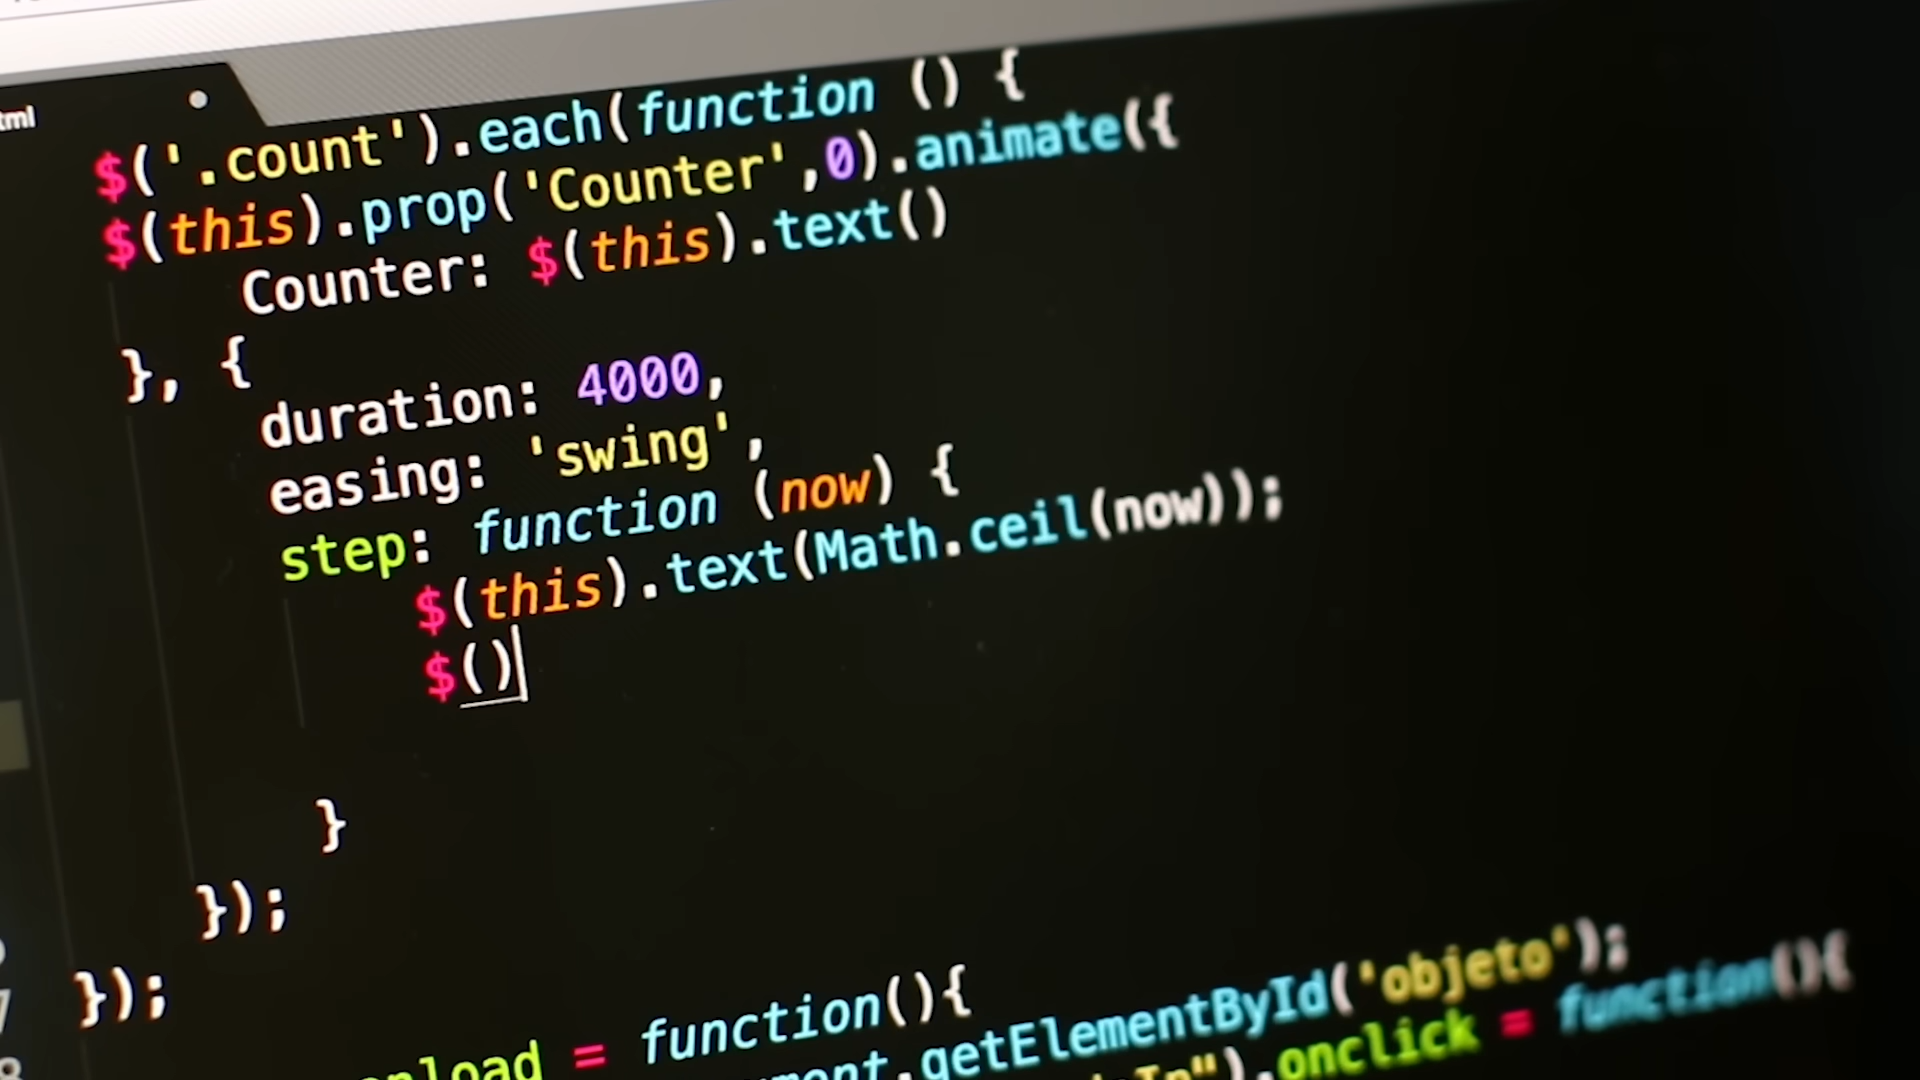 $('.count').each(function () {
$(this).prop('Counter',0).animate({
Counter: $(this).text()
}, {
duration: 4000,
easing: 'swing',
step: function (now) {
$(this).text(Math.ceil(now));
$()
}
});
});
= function(){
.getElementById('objeto');
.onclick = function(){